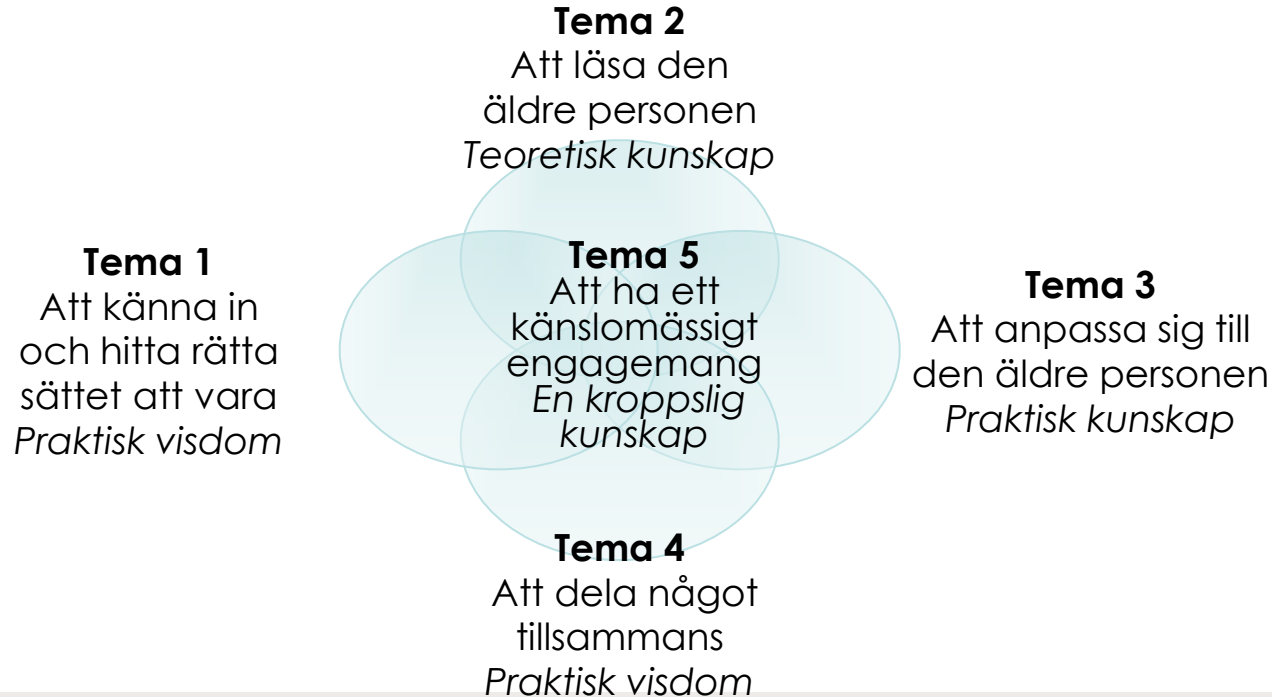 Tema 2
Att läsa den
äldre personen
Teoretisk kunskap
Tema 1
Att känna in
och hitta rätta
sättet att vara
Praktisk visdom
Tema 5
Att ha ett
känslomässigt
engagemang
En kroppslig
kunskap
Tema 3
Att anpassa sig till
den äldre personen
Praktisk kunskap
Tema 4
Att dela något
tillsammans
Praktisk visdom